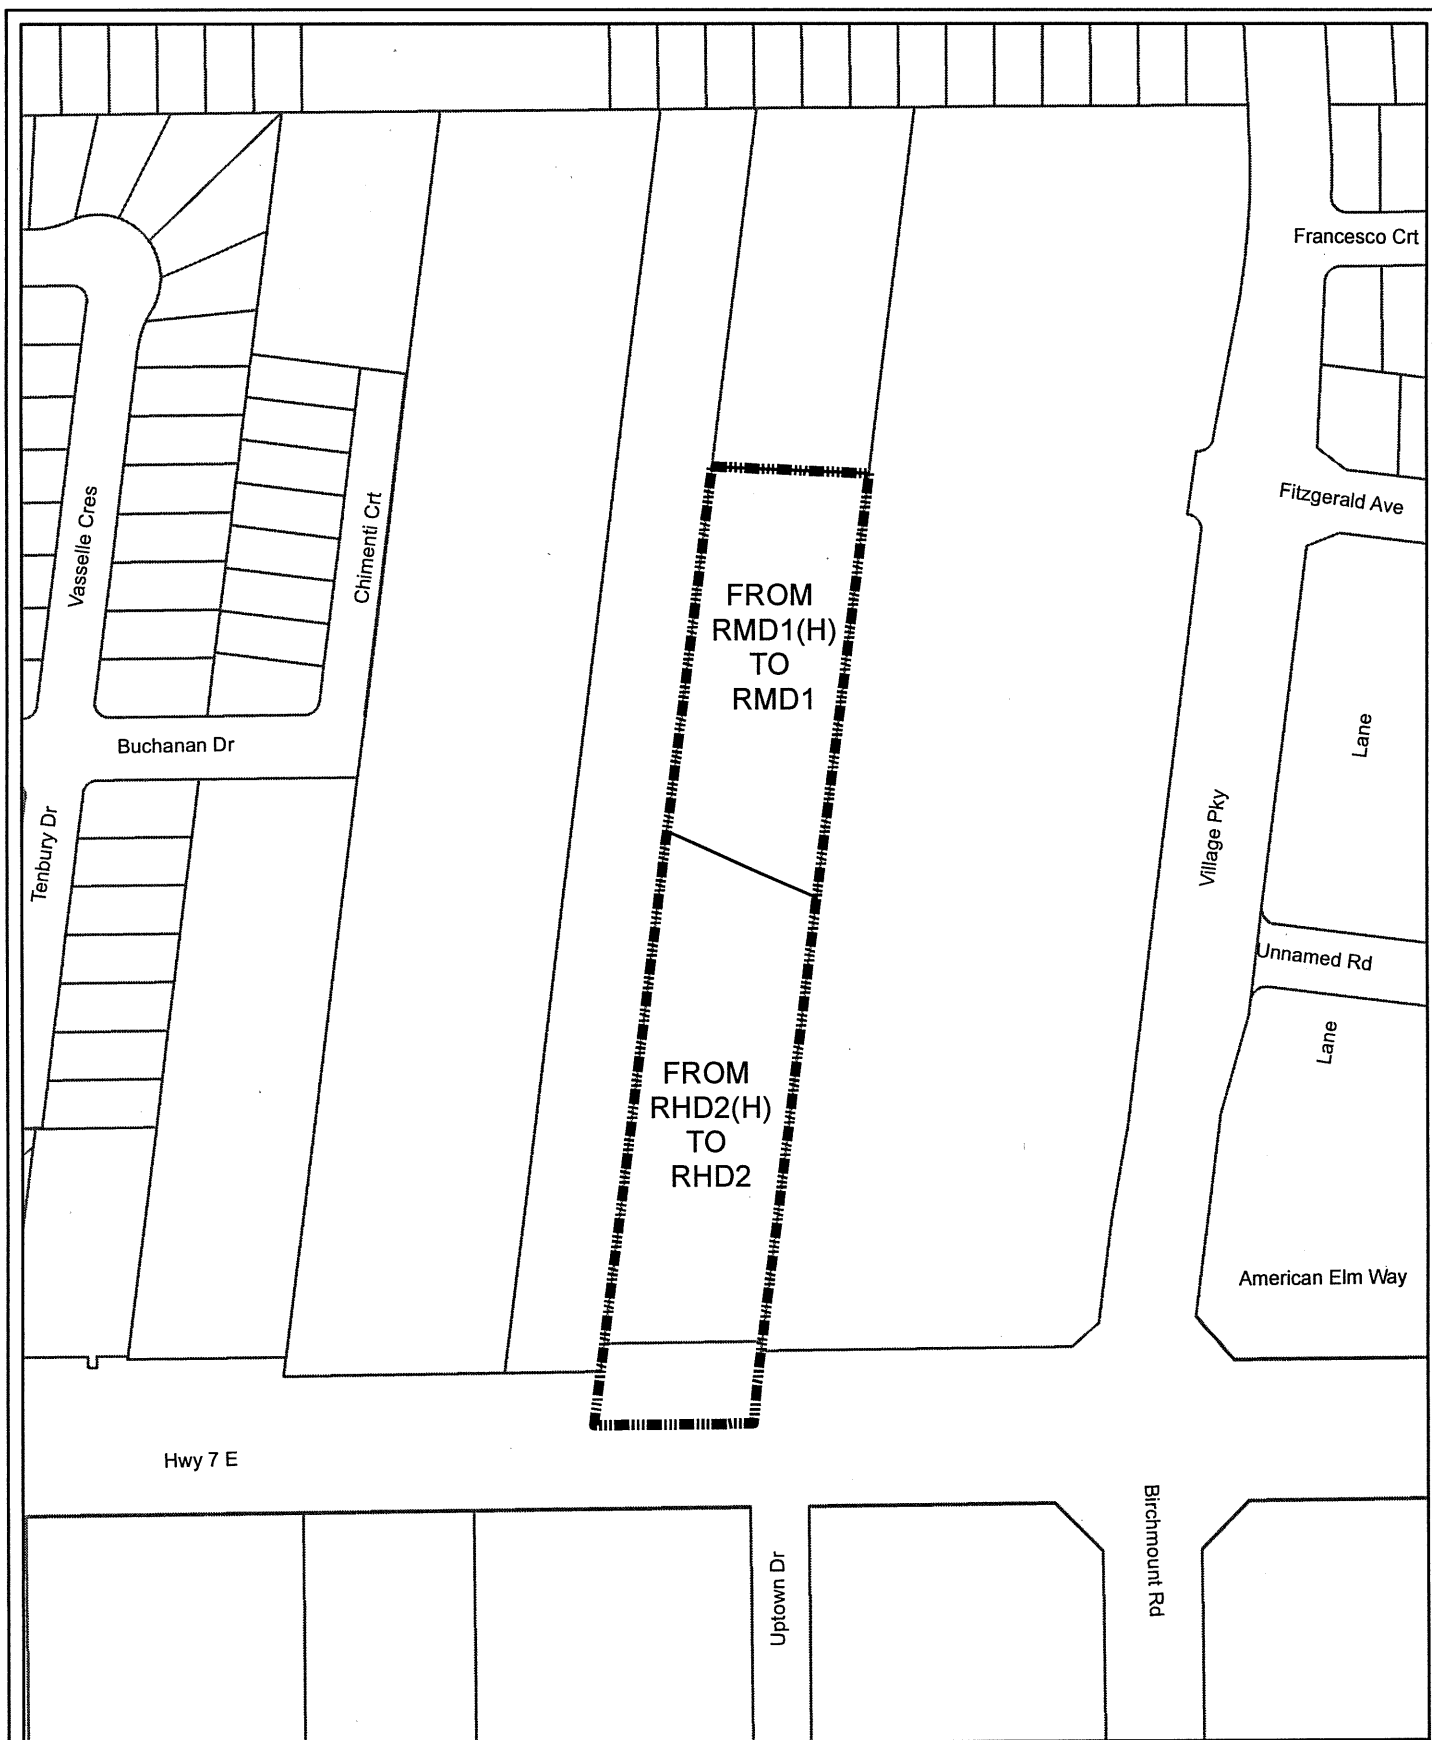 Francesco Crt
Fitzgerald Ave
Vasselle Cres
Chimenti Crt
FROM
RMD1(H)
TO
RMD1
Lane
Buchanan Dr
Tenbury Dr
Village Pky
Unnamed Rd
Lane
FROM
RHD2(H)
TO
RHD2
American Elm Way
Hwy 7 E
Birchmount Rd
Uptown Dr